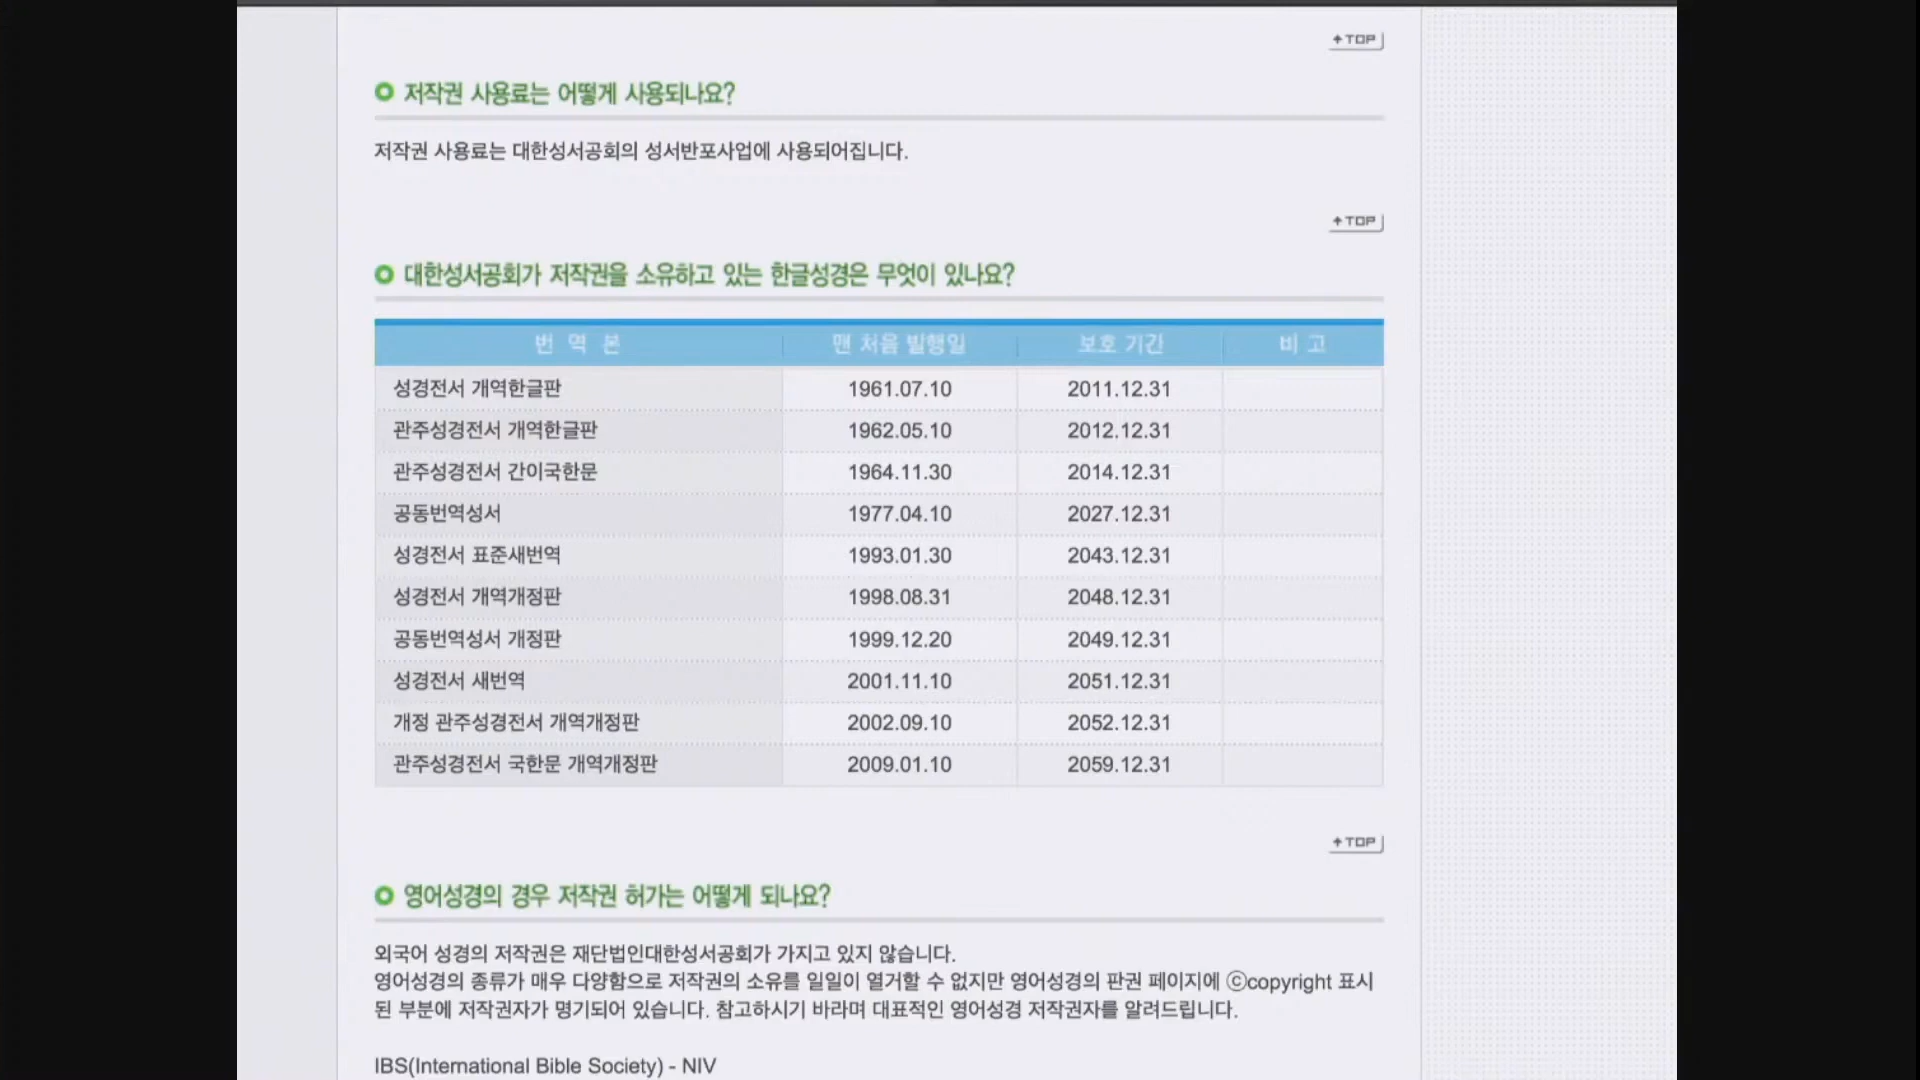 ↑TOP
저작권 사용료는 어떻게 사용되나요?
저작권 사용료는 대한성서공회의 성서반포사업에 사용되어집니다.
↑TOP
대한성서공회가 저작권을 소유하고 있는 한글성경은 무엇이 있나요?
번 역 본 맨 처음 발행일 보호 기간 비 고
성경전서 개역한글판 1961.07.10 2011.12.31
관주성경전서 개역한글판 1962.05.10 2012.12.31
관주성경전서 간이국한문 1964.11.30 2014.12.31
공동번역성서 1977.04.10 2027.12.31
성경전서 표준새번역 1993.01.30 2043.12.31
성경전서 개역개정판 1998.08.31 2048.12.31
공동번역성서 개정판 1999.12.20 2049.12.31
성경전서 새번역 2001.11.10 2051.12.31
개정 관주성경전서 개역개정판 2002.09.10 2052.12.31
관주성경전서 국한문 개역개정판 2009.01.10 2059.12.31
↑TOP
영어성경의 경우 저작권 허가는 어떻게 되나요?
외국어 성경의 저작권은 재단법인대한성서공회가 가지고 있지 않습니다.
영어성경의 종류가 매우 다양함으로 저작권의 소유를 일일이 열거할 수 없지만 영어성경의 판권 페이지에 ⓒcopyright 표시
된 부분에 저작권자가 명기되어 있습니다. 참고하시기 바라며 대표적인 영어성경 저작권자를 알려드립니다.
IBS(International Bible Society) - NIV